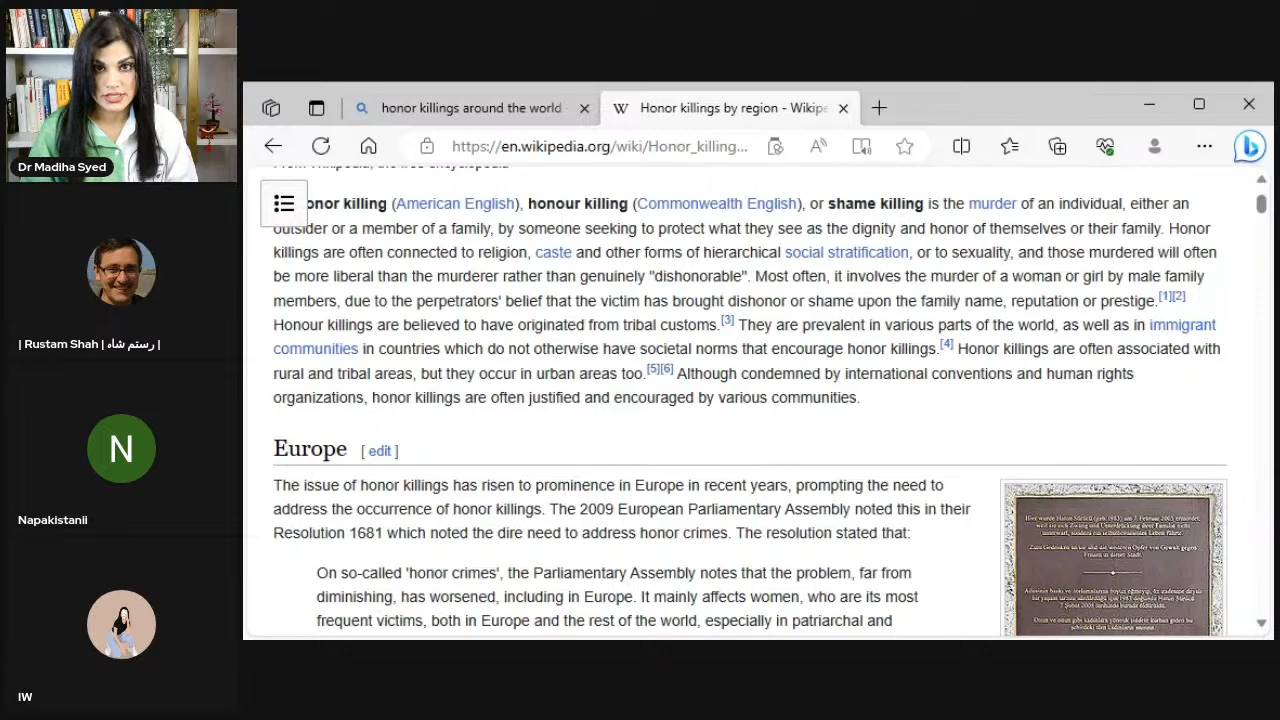 Dr Madiha Syed
| Rustam Shah | رستم شاہ |
N
Napakistanli
IW
honor killings around the world
Honor killings by region - Wikipe
https://en.wikipedia.org/wiki/Honor_killing...
onor killing (American English), honour killing (Commonwealth English), or shame killing is the murder of an individual, either an
outsider or a member of a family, by someone seeking to protect what they see as the dignity and honor of themselves or their family. Honor
killings are often connected to religion, caste and other forms of hierarchical social stratification, or to sexuality, and those murdered will often
be more liberal than the murderer rather than genuinely "dishonorable". Most often, it involves the murder of a woman or girl by male family
members, due to the perpetrators' belief that the victim has brought dishonor or shame upon the family name, reputation or prestige.[1][2]
Honour killings are believed to have originated from tribal customs.[3] They are prevalent in various parts of the world, as well as in immigrant
communities in countries which do not otherwise have societal norms that encourage honor killings.[4] Honor killings are often associated with
rural and tribal areas, but they occur in urban areas too.[5][6] Although condemned by international conventions and human rights
organizations, honor killings are often justified and encouraged by various communities.
Europe [ edit ]
The issue of honor killings has risen to prominence in Europe in recent years, prompting the need to
address the occurrence of honor killings. The 2009 European Parliamentary Assembly noted this in their
Resolution 1681 which noted the dire need to address honor crimes. The resolution stated that:
On so-called 'honor crimes', the Parliamentary Assembly notes that the problem, far from
diminishing, has worsened, including in Europe. It mainly affects women, who are its most
frequent victims, both in Europe and the rest of the world, especially in patriarchal and